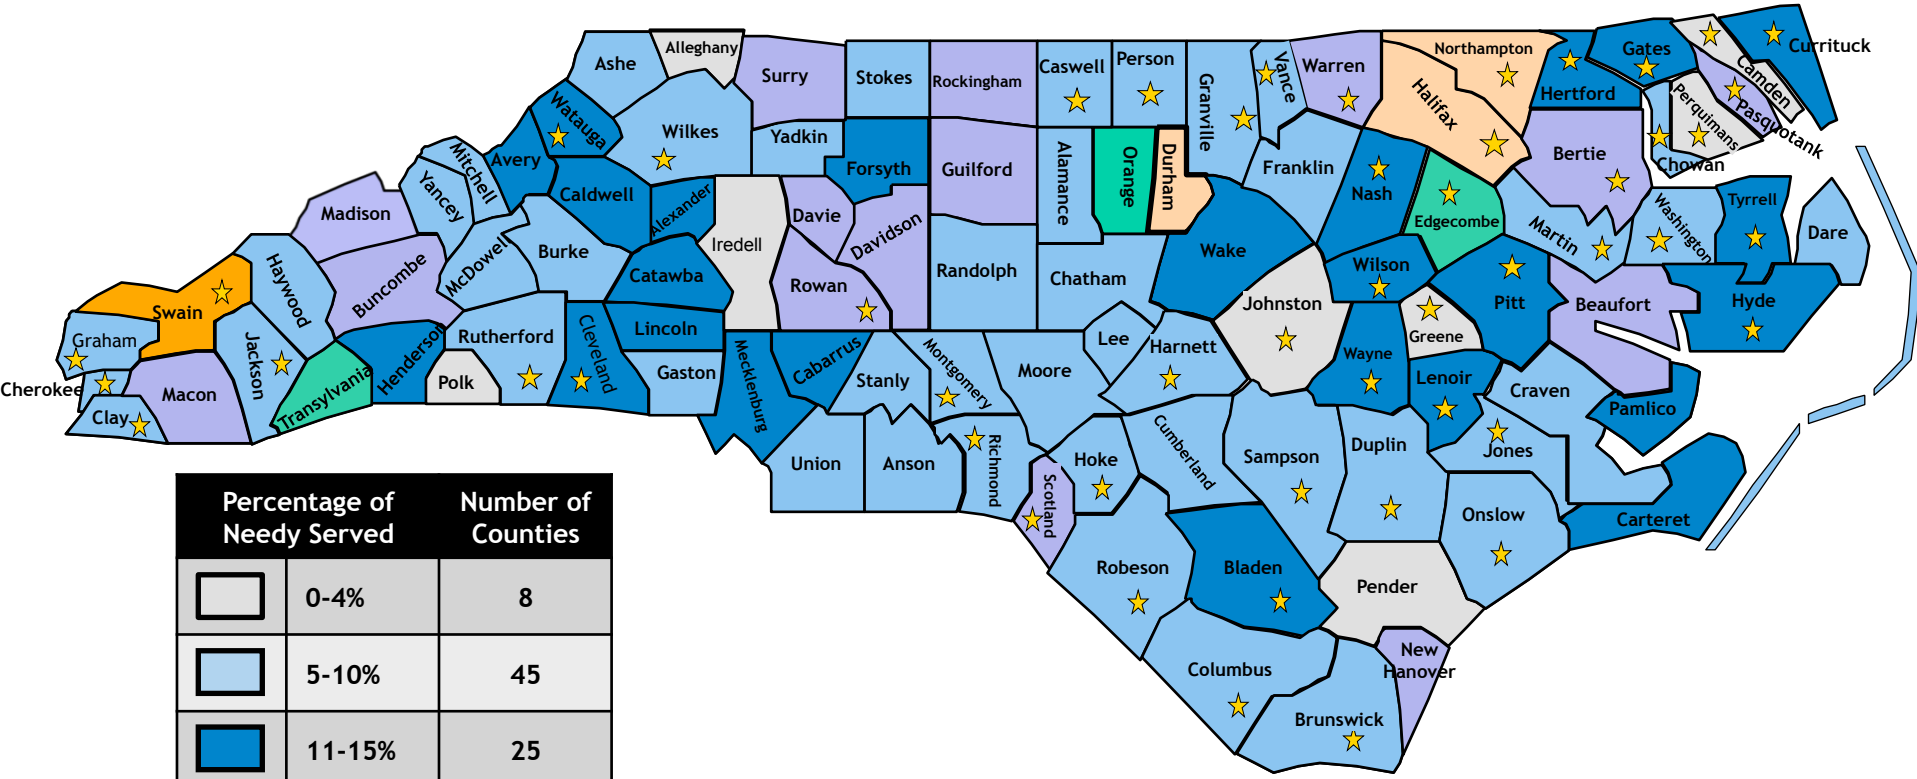 Alleghany
Ashe
Surry
Stokes
Rockingham
Caswell
Person
Granville
Vance
Warren
Northampton
Hertford
Gates
Camden
Currituck
Pasquotank
Perquimans
Chowan
Watauga
Wilkes
Yadkin
Forsyth
Guilford
Alamance
Orange
Durham
Franklin
Halifax
Nash
Edgecombe
Bertie
Martin
Washington
Tyrrell
Dare
Mitchell
Avery
Yancey
Caldwell
Alexander
Iredell
Davie
Davidson
Madison
Buncombe
McDowell
Burke
Catawba
Rowan
Randolph
Chatham
Wake
Wilson
Pitt
Beaufort
Hyde
Swain
Haywood
Graham
Cherokee
Clay
Macon
Jackson
Transylvania
Henderson
Rutherford
Polk
Cleveland
Lincoln
Gaston
Mecklenburg
Cabarrus
Stanly
Montgomery
Moore
Lee
Harnett
Johnston
Greene
Wayne
Lenoir
Craven
Pamlico
Jones
Union
Anson
Richmond
Scotland
Hoke
Cumberland
Sampson
Duplin
Onslow
Carteret
Robeson
Bladen
Pender
Columbus
Brunswick
New
Hanover
Percentage of
Needy Served
Number of
Counties
0-4% 8
5-10% 45
11-15% 25